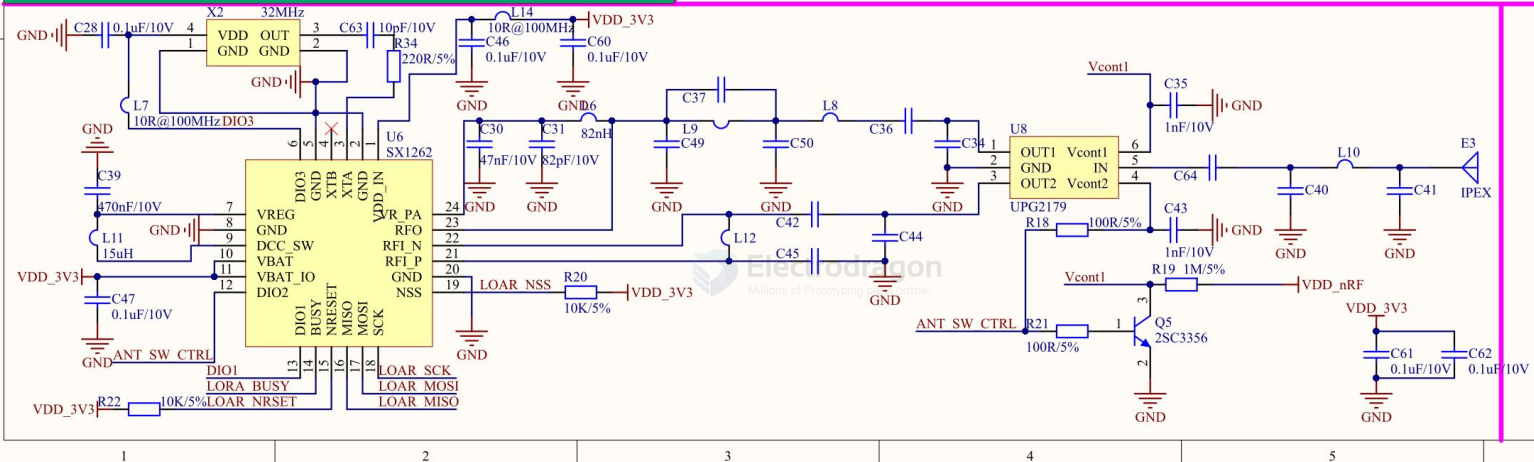 X2
32MHz
GND
C28
0.1uF/10V
4
1
VDD OUT
GND GND
3
2
C63
10pF/10V
R34
220R/5%
GND
L14
10R@100MHz
VDD_3V3
C46
0.1uF/10V
C60
0.1uF/10V
GND
GND
L7
10R@100MHz
DIO3
GND
C39
470nF/10V
L11
15uH
GND
VDD_3V3
C47
0.1uF/10V
GND
ANT_SW_CTRL
U6
SX1262
6
5
4
3
2
1
DIO3
GND
XTB
XTA
GND
VDD_IN
7
8
9
10
11
12
VREG
GND
DCC_SW
VBAT
VBAT_IO
DIO2
VR_PA
RFO
RFI_N
RFI_P
GND
NSS
24
23
22
21
20
19
DIO1
BUSY
NRESET
MISO
MOSI
SCK
13
14
15
16
17
18
DIO1
LORA_BUSY
LOAR_NRSET
LOAR_SCK
LOAR_MOSI
LOAR_MISO
VDD_3V3
R22
10K/5%
GND
LOAR_NSS
R20
10K/5%
VDD_3V3
C30
47nF/10V
GND
C31
82pF/10V
GND
L6
82nH
C37
L9
C49
GND
C50
GND
L8
C36
C34
GND
C42
L12
C45
C44
GND
Electrodragon
Millions of Prototyping parts online!
U8
UPG2179
1
2
3
OUT1 Vcont1
GND IN
OUT2 Vcont2
6
5
4
Vcont1
C35
1nF/10V
GND
C64
C40
GND
L10
C41
GND
E3
IPEX
R18
100R/5%
C43
1nF/10V
GND
Vcont1
R19 1M/5%
VDD_nRF
ANT_SW_CTRL
R21
100R/5%
1
3
2
Q5
2SC3356
GND
VDD_3V3
C61
0.1uF/10V
C62
0.1uF/10V
GND
1
2
3
4
5